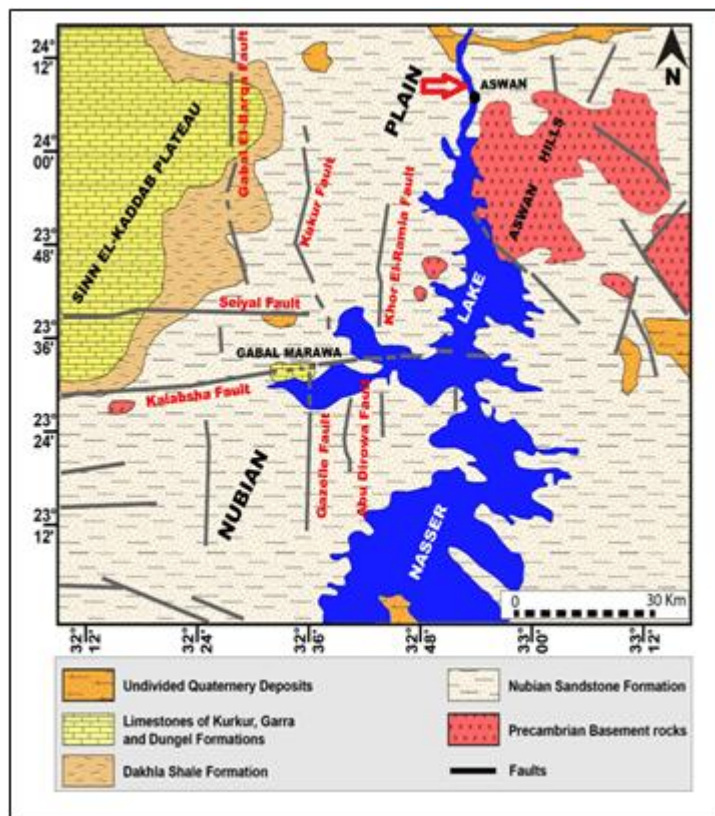 24°
12'
24°
00'
23°
48'
23°
36'
23°
24'
23°
12'
SINN EL-KADDAB PLATEAU
Gabal El-Barqa Fault
Kukur Fault
PLAIN
ASWAN
N
ASWAN HILLS
Khor El-Ramla Fault
Seiyal Fault
LAKE
GABAL MARAWA
Kalabsha Fault
NUBIAN
Gazelle Fault
Abu Dirowa Fault
NASSER
0 30 Km
32° 12'
32° 24'
32° 36'
32° 48'
33° 00'
33° 12'
Undivided Quaternery Deposits
Limestones of Kurkur, Garra
and Dungel Formations
Dakhla Shale Formation
Nubian Sandstone Formation
Precambrian Basement rocks
Faults